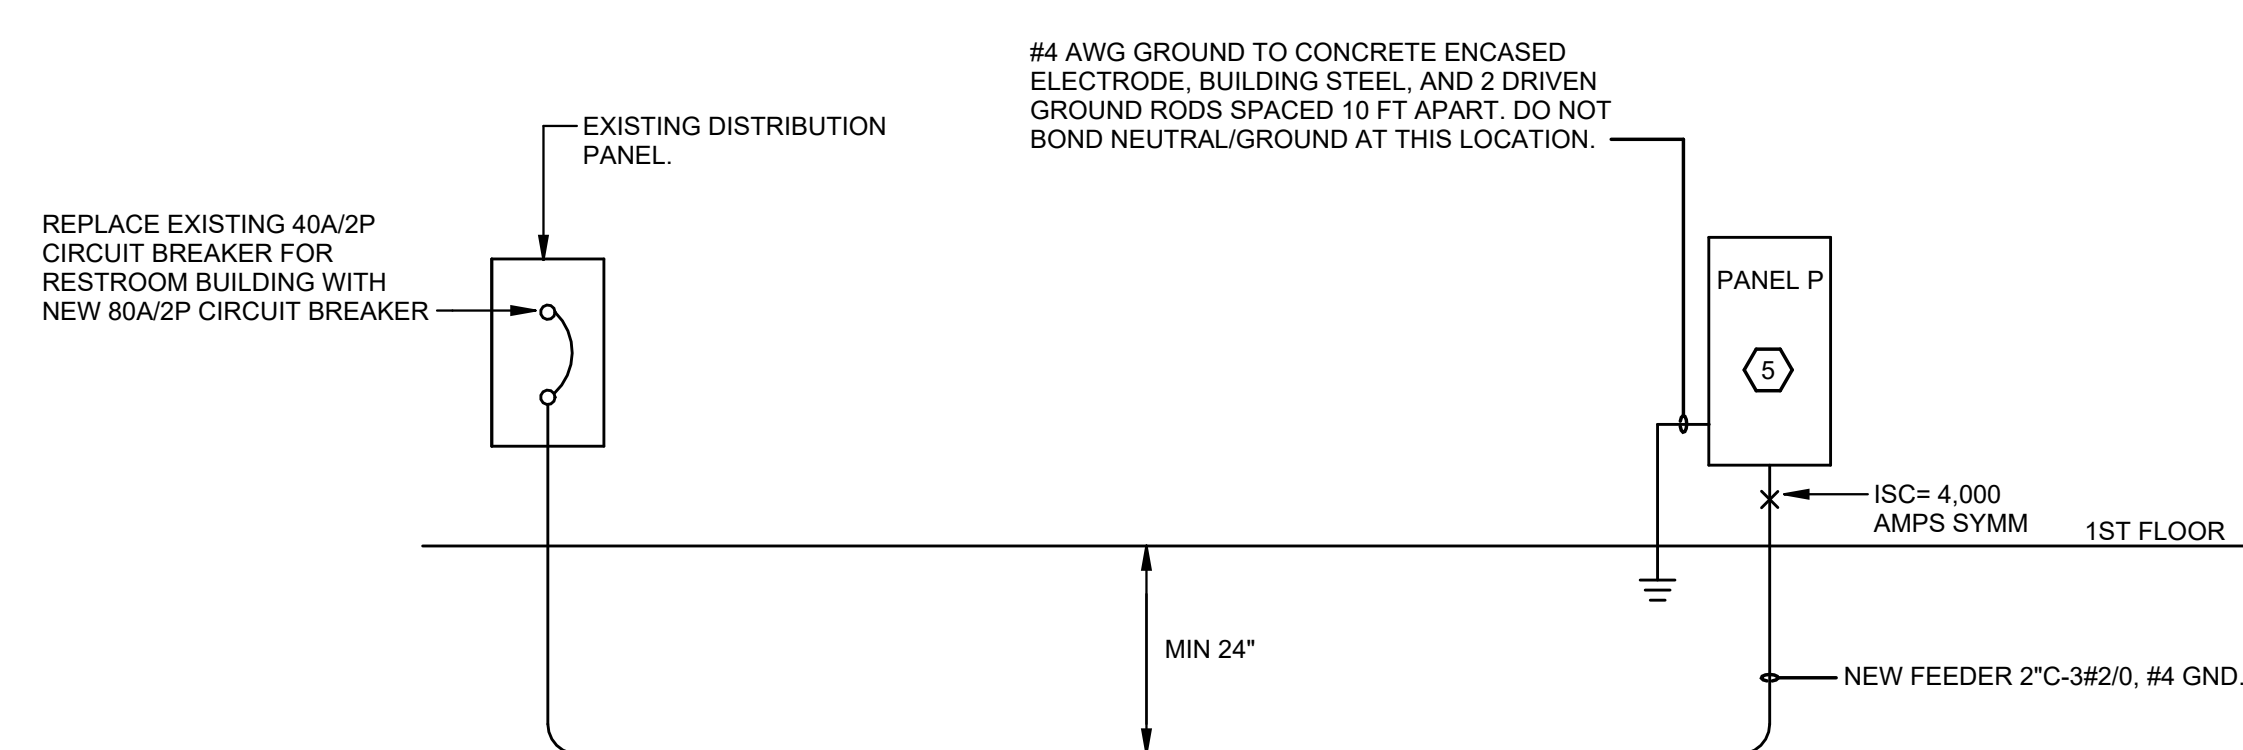 #4 AWG GROUND TO CONCRETE ENCASED
ELECTRODE, BUILDING STEEL, AND 2 DRIVEN
GROUND RODS SPACED 10 FT APART. DO NOT
BOND NEUTRAL/GROUND AT THIS LOCATION.
EXISTING DISTRIBUTION
PANEL.
REPLACE EXISTING 40A/2P
CIRCUIT BREAKER FOR
RESTROOM BUILDING WITH
NEW 80A/2P CIRCUIT BREAKER
PANEL P
5
ISC= 4,000
AMPS SYMM
1ST FLOOR
MIN 24"
NEW FEEDER 2"C-3#2/0, #4 GND.